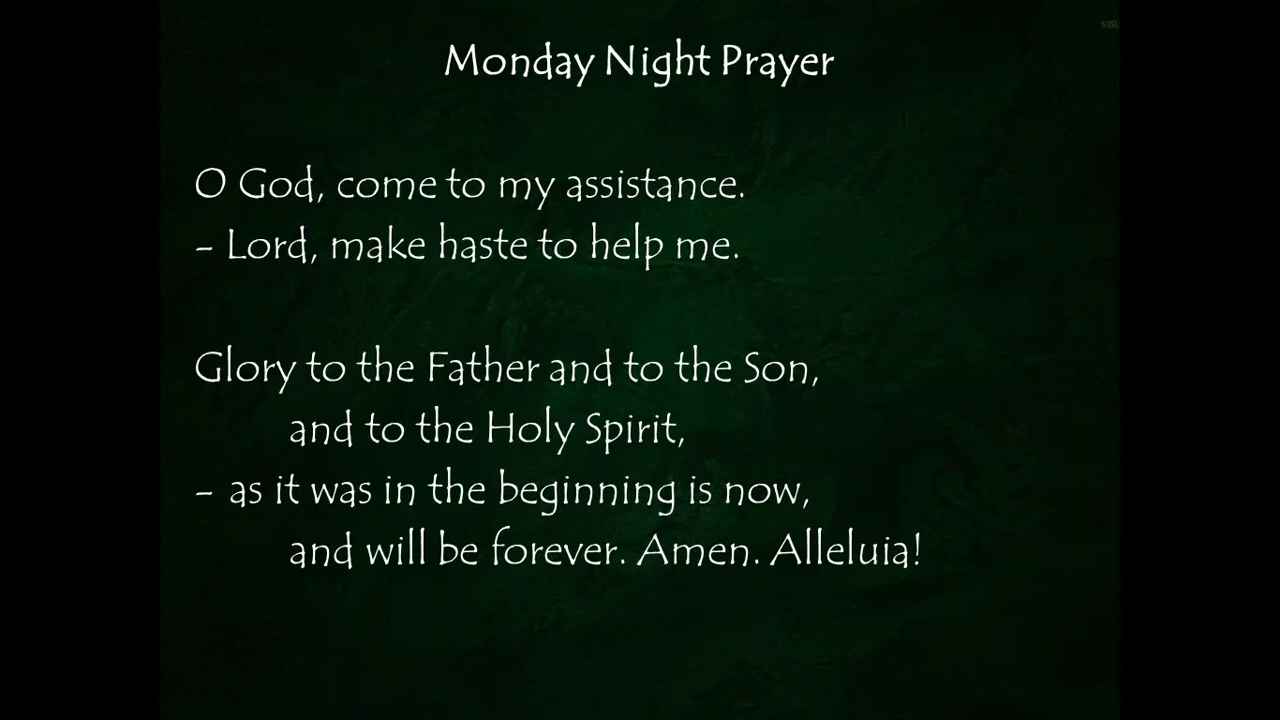 Monday Night Prayer
O God, come to my assistance.
- Lord, make haste to help me.
Glory to the Father and to the Son,
and to the Holy Spirit,
- as it was in the beginning is now,
and will be forever. Amen. Alleluia!